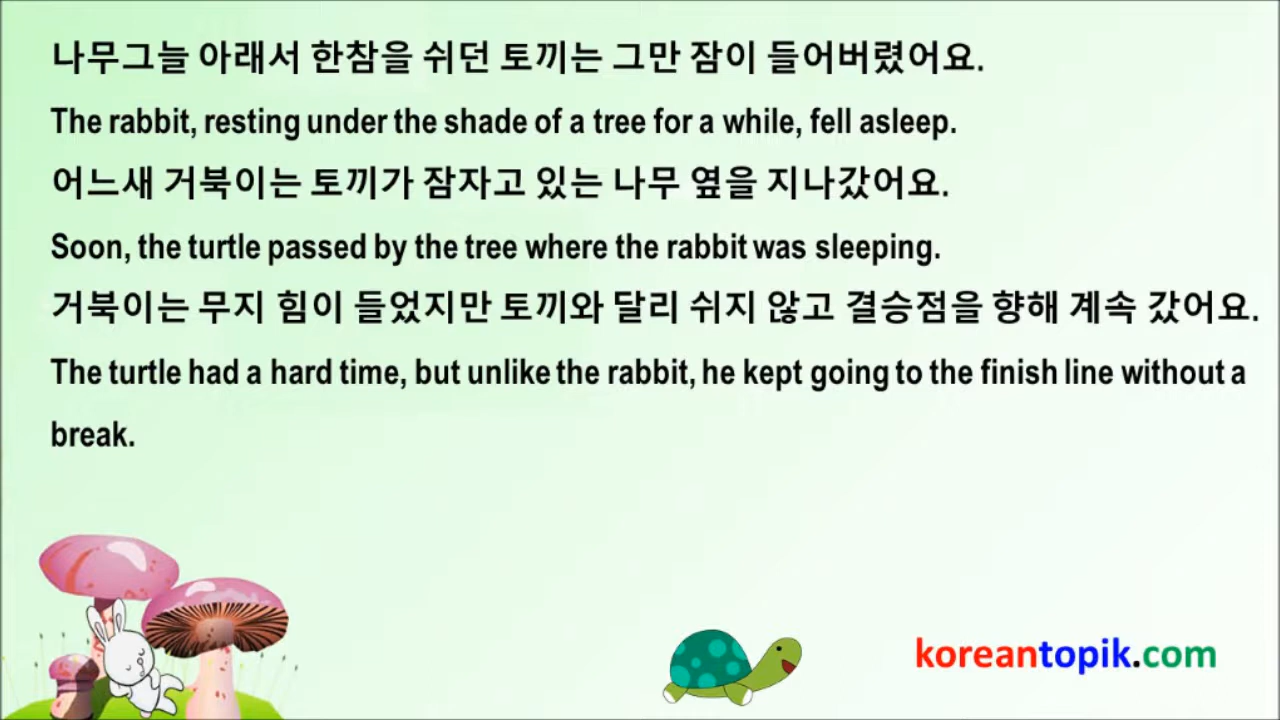 나무그늘 아래서 한참을 쉬던 토끼는 그만 잠이 들어버렸어요.
The rabbit, resting under the shade of a tree for a while, fell asleep.
어느새 거북이는 토끼가 잠자고 있는 나무 옆을 지나갔어요.
Soon, the turtle passed by the tree where the rabbit was sleeping.
거북이는 무지 힘이 들었지만 토끼와 달리 쉬지 않고 결승점을 향해 계속 갔어요.
The turtle had a hard time, but unlike the rabbit, he kept going to the finish line without a
break.
koreantopik.com